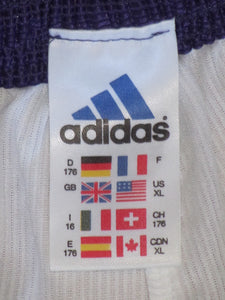 adidas
D 176 F
GB US XL
I 16 CH 176
E 176 CDN XL